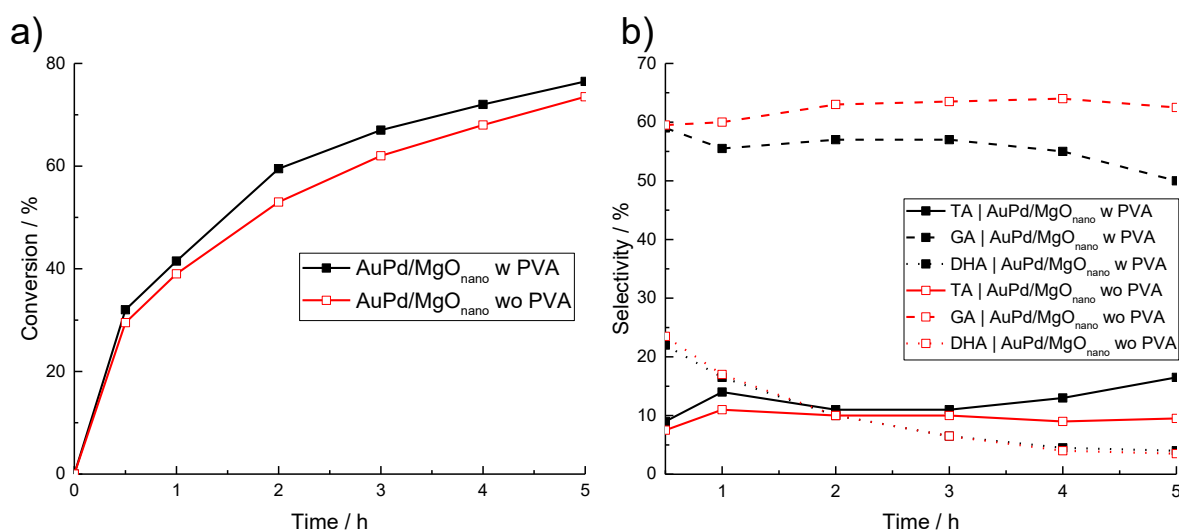 a)
Conversion / %
80
60
40
20
0
0 1 2 3 4 5
Time / h
AuPd/MgOnano w PVA
AuPd/MgOnano wo PVA
b)
Selectivity / %
70
60
50
40
30
20
10
0
1 2 3 4 5
Time / h
TA | AuPd/MgOnano w PVA
GA | AuPd/MgOnano w PVA
DHA | AuPd/MgOnano w PVA
TA | AuPd/MgOnano wo PVA
GA | AuPd/MgOnano wo PVA
DHA | AuPd/MgOnano wo PVA